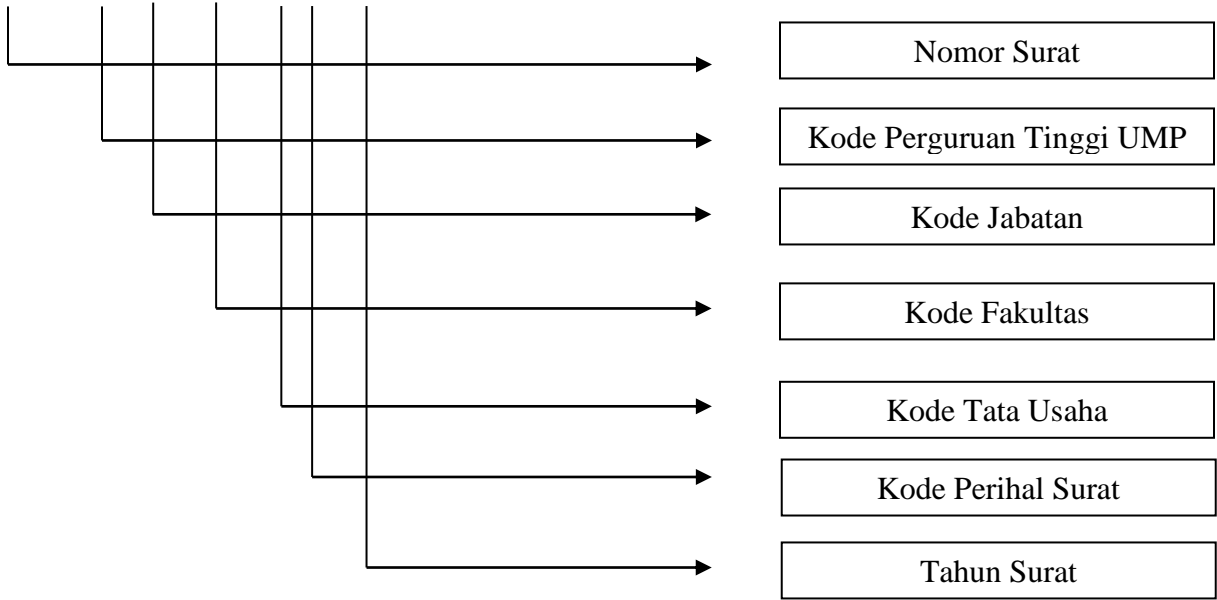 Nomor Surat
Kode Perguruan Tinggi UMP
Kode Jabatan
Kode Fakultas
Kode Tata Usaha
Kode Perihal Surat
Tahun Surat